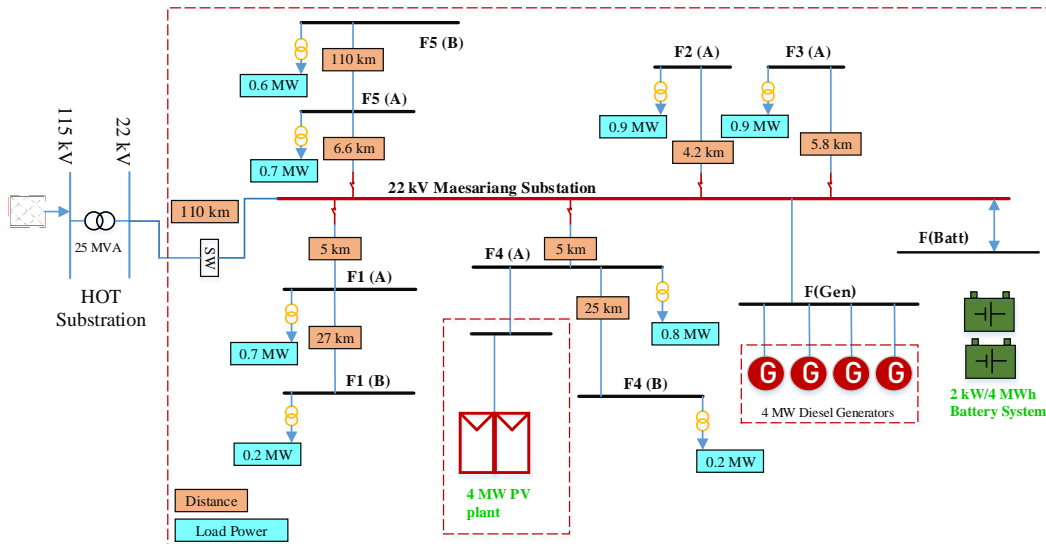 F5 (B)
110 km
0.6 MW
F5 (A)
6.6 km
0.7 MW
F2 (A)
F3 (A)
0.9 MW
0.9 MW
4.2 km
5.8 km
115 kV
22 kV
25 MVA
HOT
Substration
110 km
SW
22 kV Maesariang Substation
5 km
F1 (A)
27 km
0.7 MW
F1 (B)
0.2 MW
5 km
F4 (A)
25 km
0.8 MW
F4 (B)
0.2 MW
4 MW PV
plant
F(Batt)
F(Gen)
G G G G
4 MW Diesel Generators
2 kW/4 MWh
Battery System
Distance
Load Power